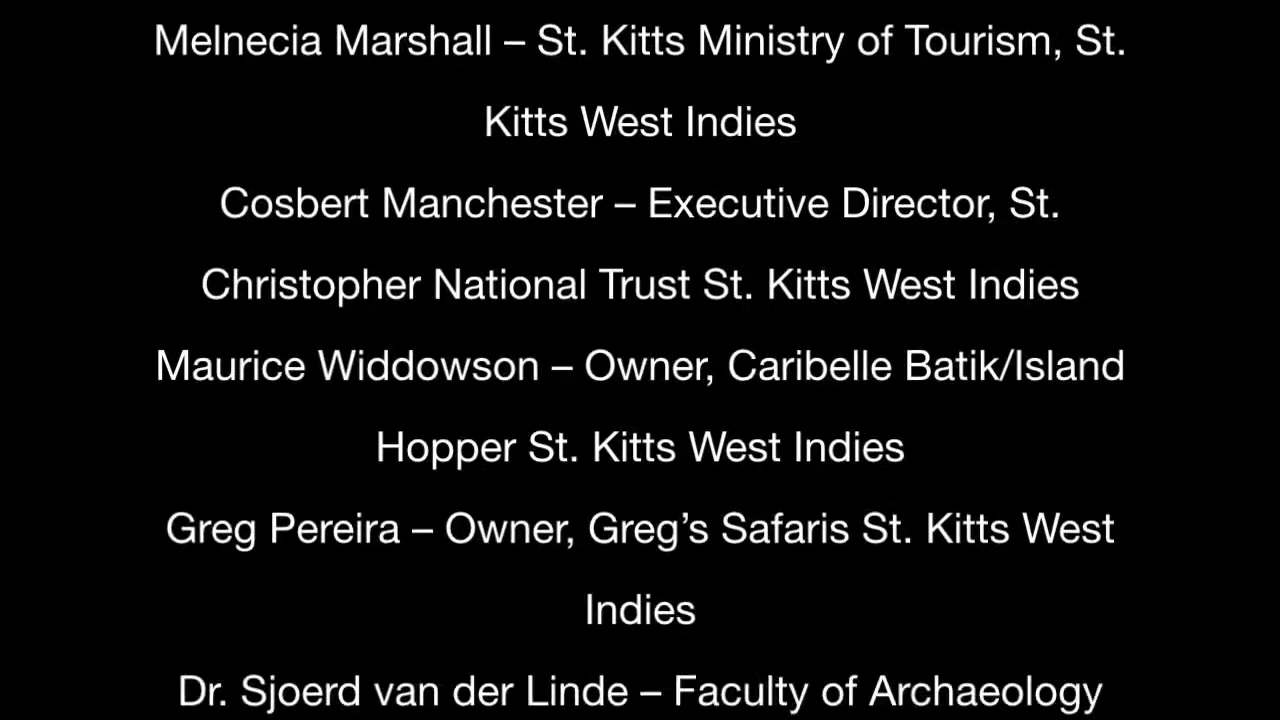 Melnecia Marshall – St. Kitts Ministry of Tourism, St.
Kitts West Indies
Cosbert Manchester – Executive Director, St.
Christopher National Trust St. Kitts West Indies
Maurice Widdowson – Owner, Caribelle Batik/Island
Hopper St. Kitts West Indies
Greg Pereira – Owner, Greg’s Safaris St. Kitts West
Indies
Dr. Sjoerd van der Linde – Faculty of Archaeology